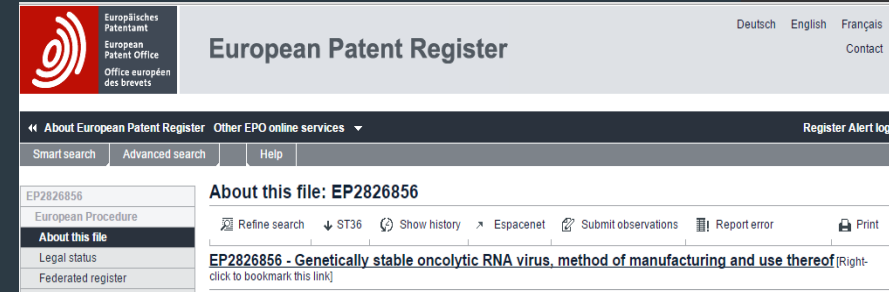 Europäisches
Patentamt
European
Patent Office
Office européen
des brevets
European Patent Register
Deutsch English Français
Contact
About European Patent Register Other EPO online services
Register Alert log
Smart search Advanced search Help
EP2826856
European Procedure
About this file
Legal status
Federated register
About this file: EP2826856
Refine search ST36 Show history Espacenet Submit observations Report error Print
EP2826856 - Genetically stable oncolytic RNA virus, method of manufacturing and use thereof [Right-
click to bookmark this link]